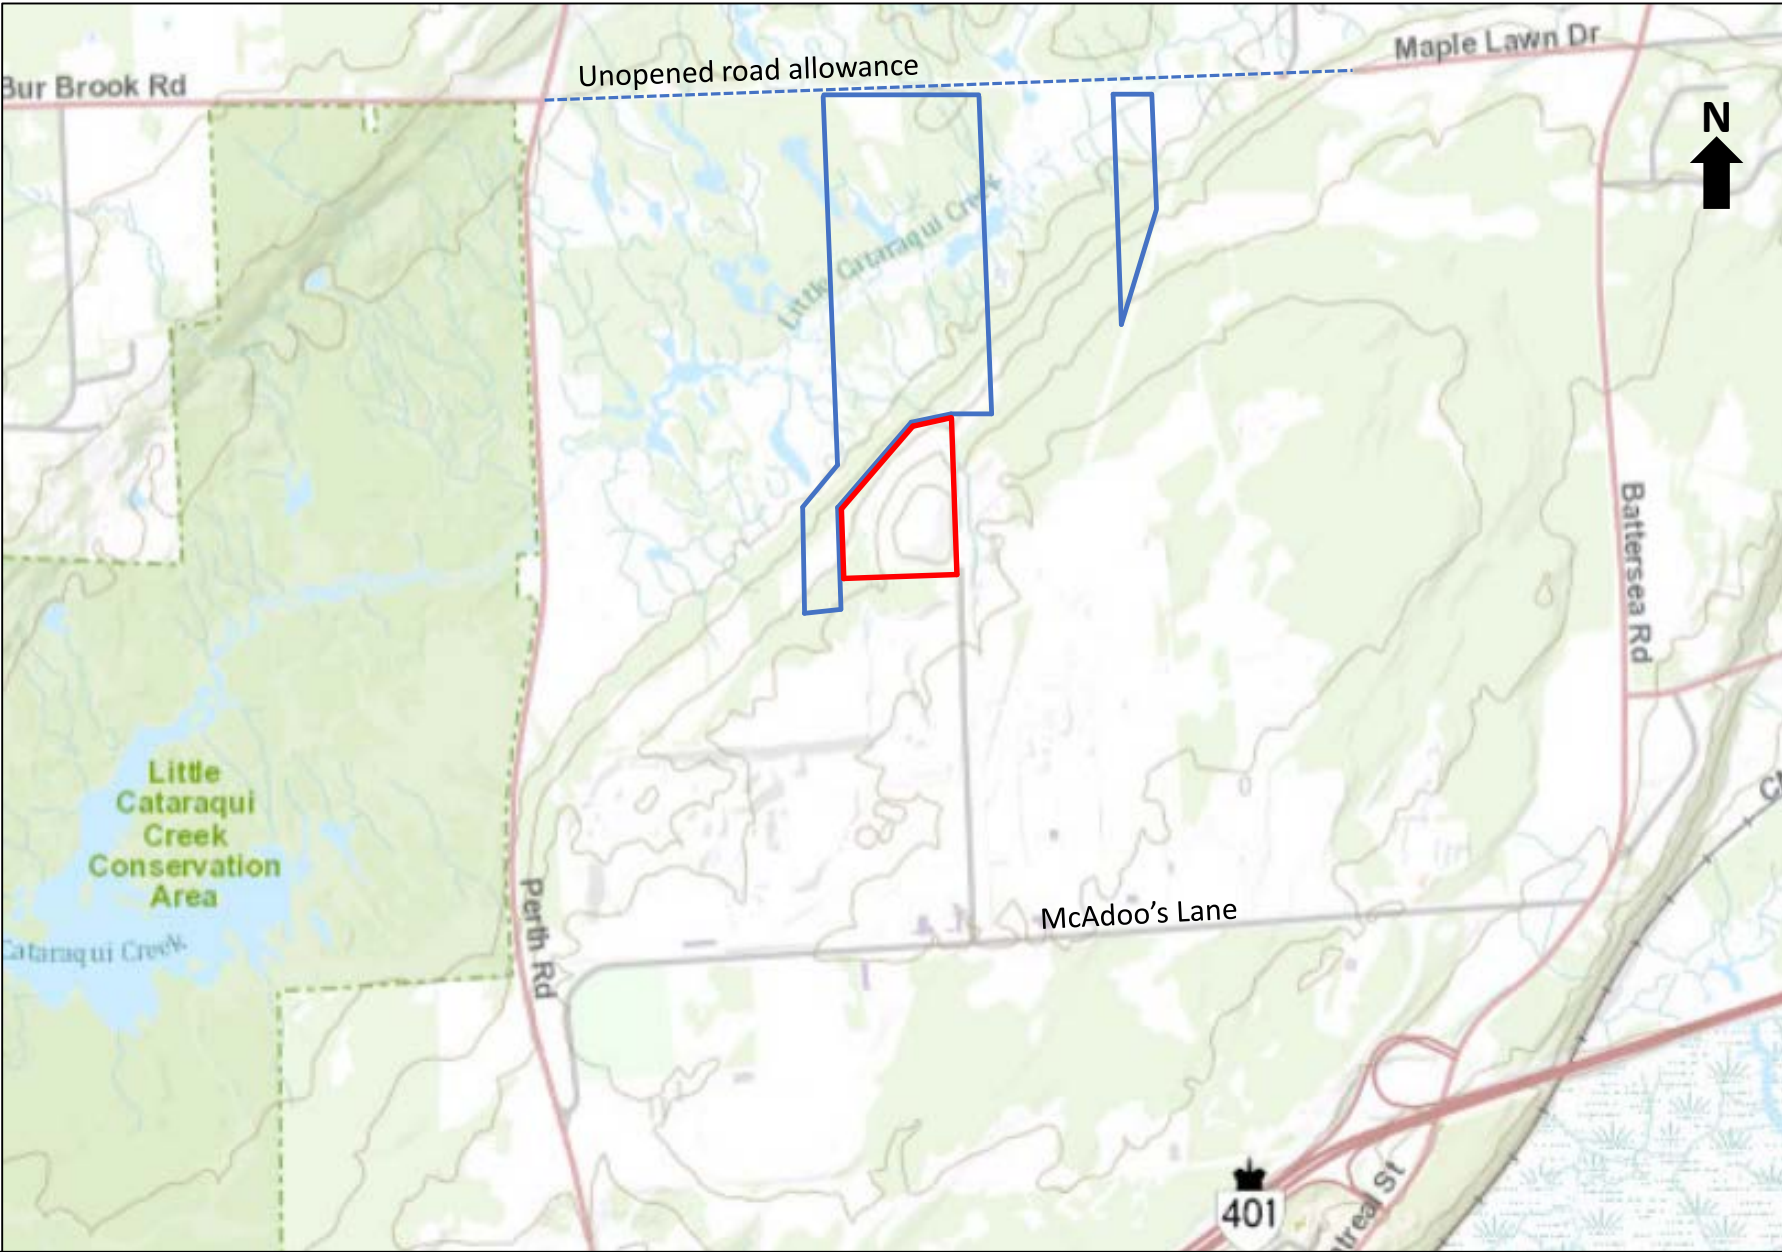 Maple Lawn Dr
Unopened road allowance
Bur Brook Rd
N
Little Cataraqui Creek
Battersea Rd
Little
Cataraqui
Creek
Conservation
Area
Perth Rd
McAdoo's Lane
Cataraqui Creek
401